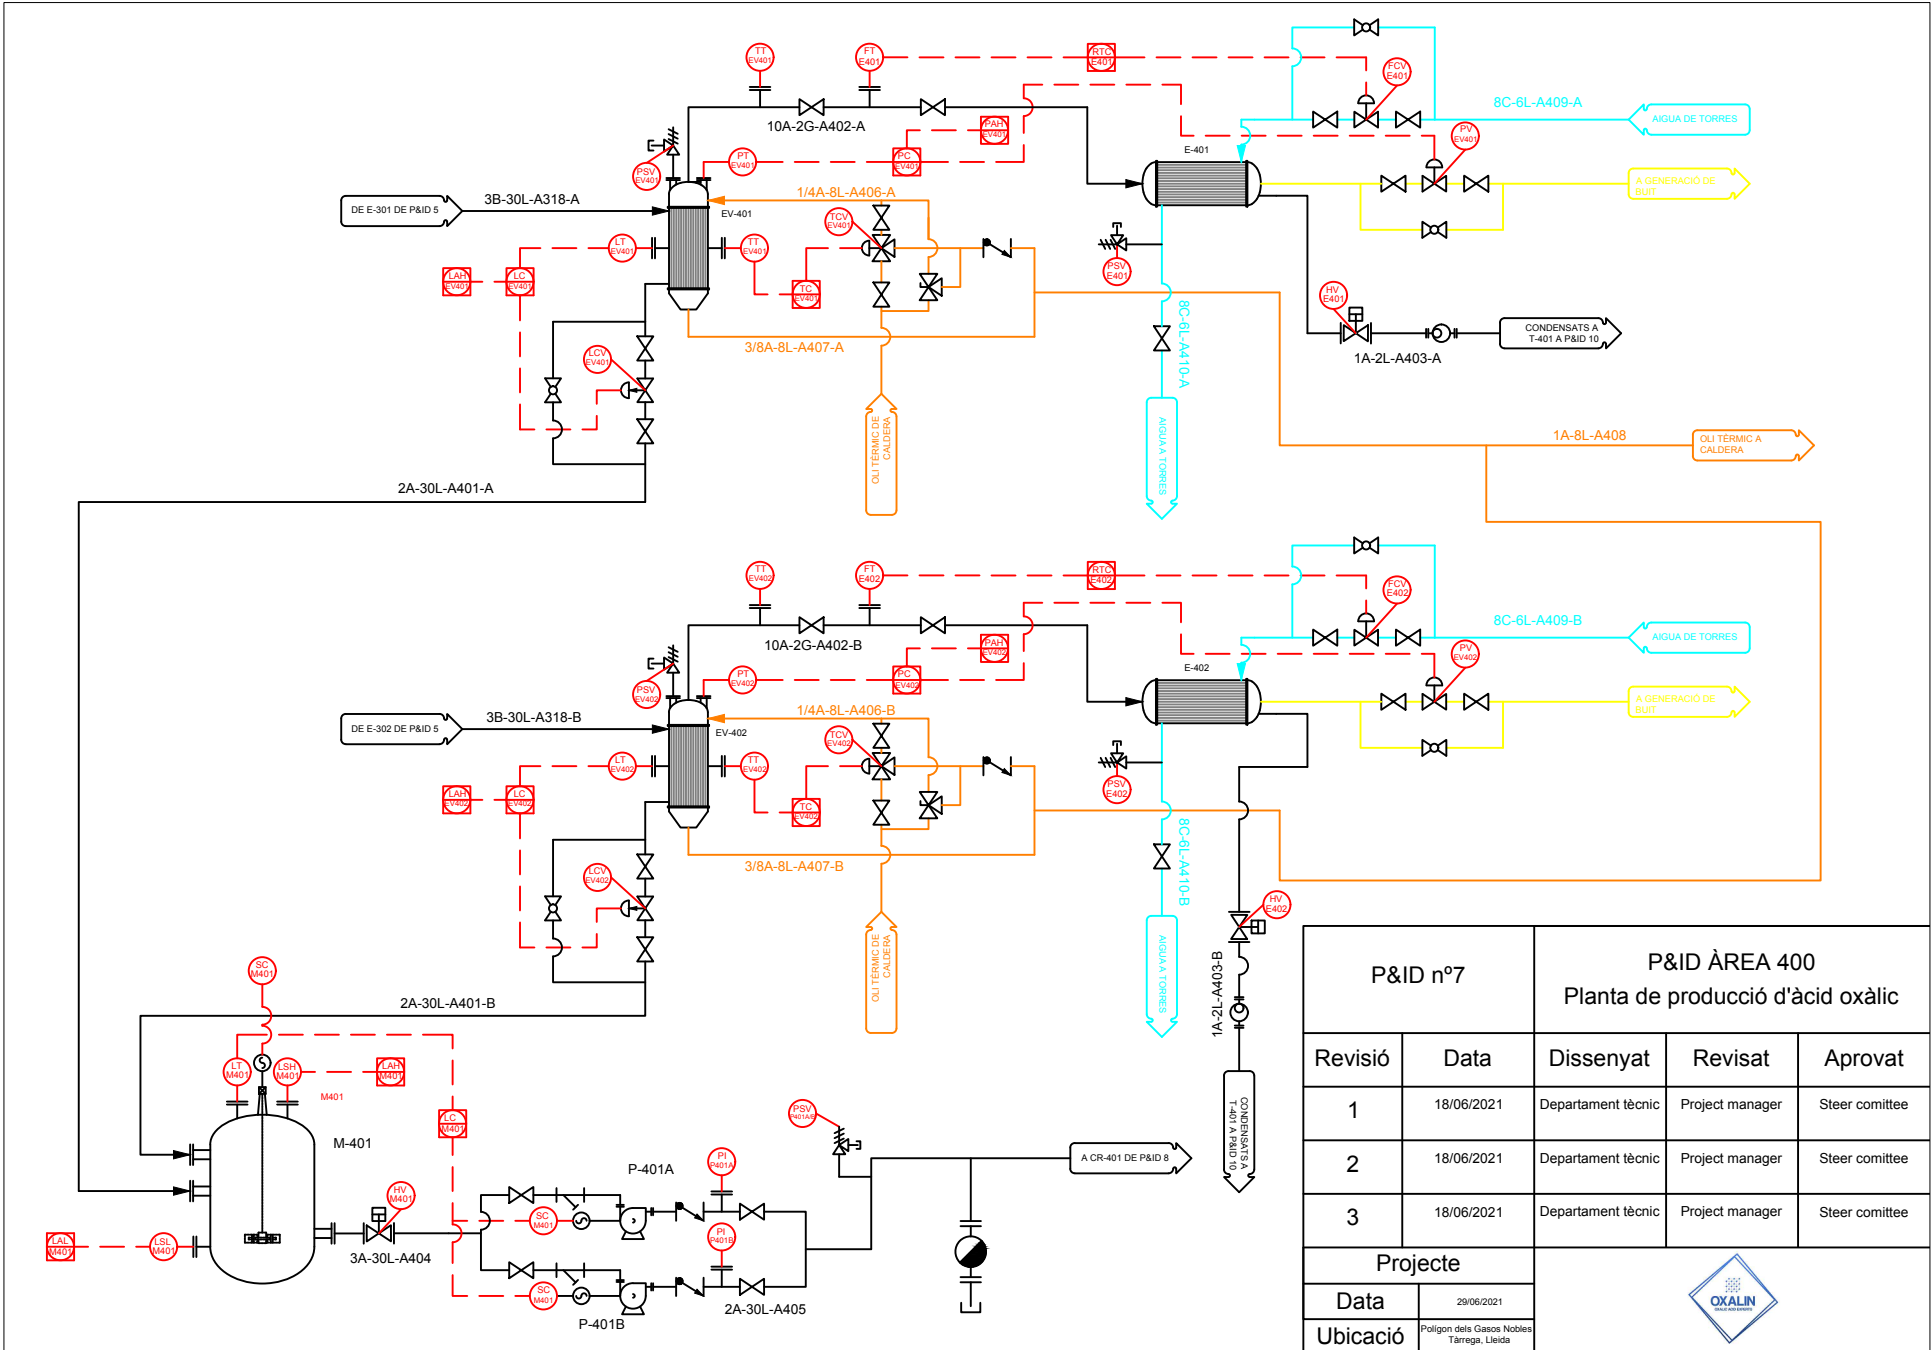 TT
EV401
FT
E401
RTC
E401
FCV
E401
8C-6L-A409-A
AIGUA DE TORRES
10A-2G-A402-A
PAH
EV401
PV
EV401
PSV
EV401
PT
EV401
PC
EV401
E-401
A GENERACIÓ DE
BUIT
DE E-301 DE P&ID 5
3B-30L-A318-A
1/4A-8L-A406-A
EV-401
TCV
EV401
LT
EV401
TT
EV401
PSV
E401
LAH
EV401
LC
EV401
TC
EV401
HV
E401
8C-6L-A410-A
CONDENSATS A
T-401 A P&ID 10
1A-2L-A403-A
3/8A-8L-A407-A
LCV
EV401
OLI TÈRMIC DE
CALDERA
AIGUA A TORRES
1A-8L-A408
OLI TÈRMIC A
CALDERA
2A-30L-A401-A
TT
EV402
FT
E402
RTC
E402
FCV
E402
8C-6L-A409-B
AIGUA DE TORRES
10A-2G-A402-B
PAH
EV402
PV
EV402
PSV
EV402
PT
EV402
PC
EV402
E-402
A GENERACIÓ DE
BUIT
DE E-302 DE P&ID 5
3B-30L-A318-B
1/4A-8L-A406-B
EV-402
TCV
EV402
LT
EV402
TT
EV402
PSV
E402
LAH
EV402
LC
EV402
TC
EV402
8C-6L-A410-B
3/8A-8L-A407-B
LCV
EV402
HV
E402
OLI TÈRMIC DE
CALDERA
AIGUA A TORRES
1A-2L-A403-B
CONDENSATS A
T-401 A P&ID 10
2A-30L-A401-B
SC
M401
LT
M401
LSH
M401
LAH
M401
M401
LC
M401
M-401
PSV
P401A/B
P-401A
PI
P401A
A CR-401 DE P&ID 8
HV
M401
SC
M401
PI
P401B
LAL
M401
LSL
M401
3A-30L-A404
SC
M401
2A-30L-A405
P-401B
P&ID nº7
P&ID ÀREA 400
Planta de producció d'àcid oxàlic
Revisió Data Dissenyat Revisat Aprovat
1 18/06/2021 Departament tècnic Project manager Steer comittee
2 18/06/2021 Departament tècnic Project manager Steer comittee
3 18/06/2021 Departament tècnic Project manager Steer comittee
Projecte
Data 29/06/2021
Ubicació Polígon dels Gasos Nobles
Tàrrega, Lleida
OXALIN
OXALIC ACID EXPERTS